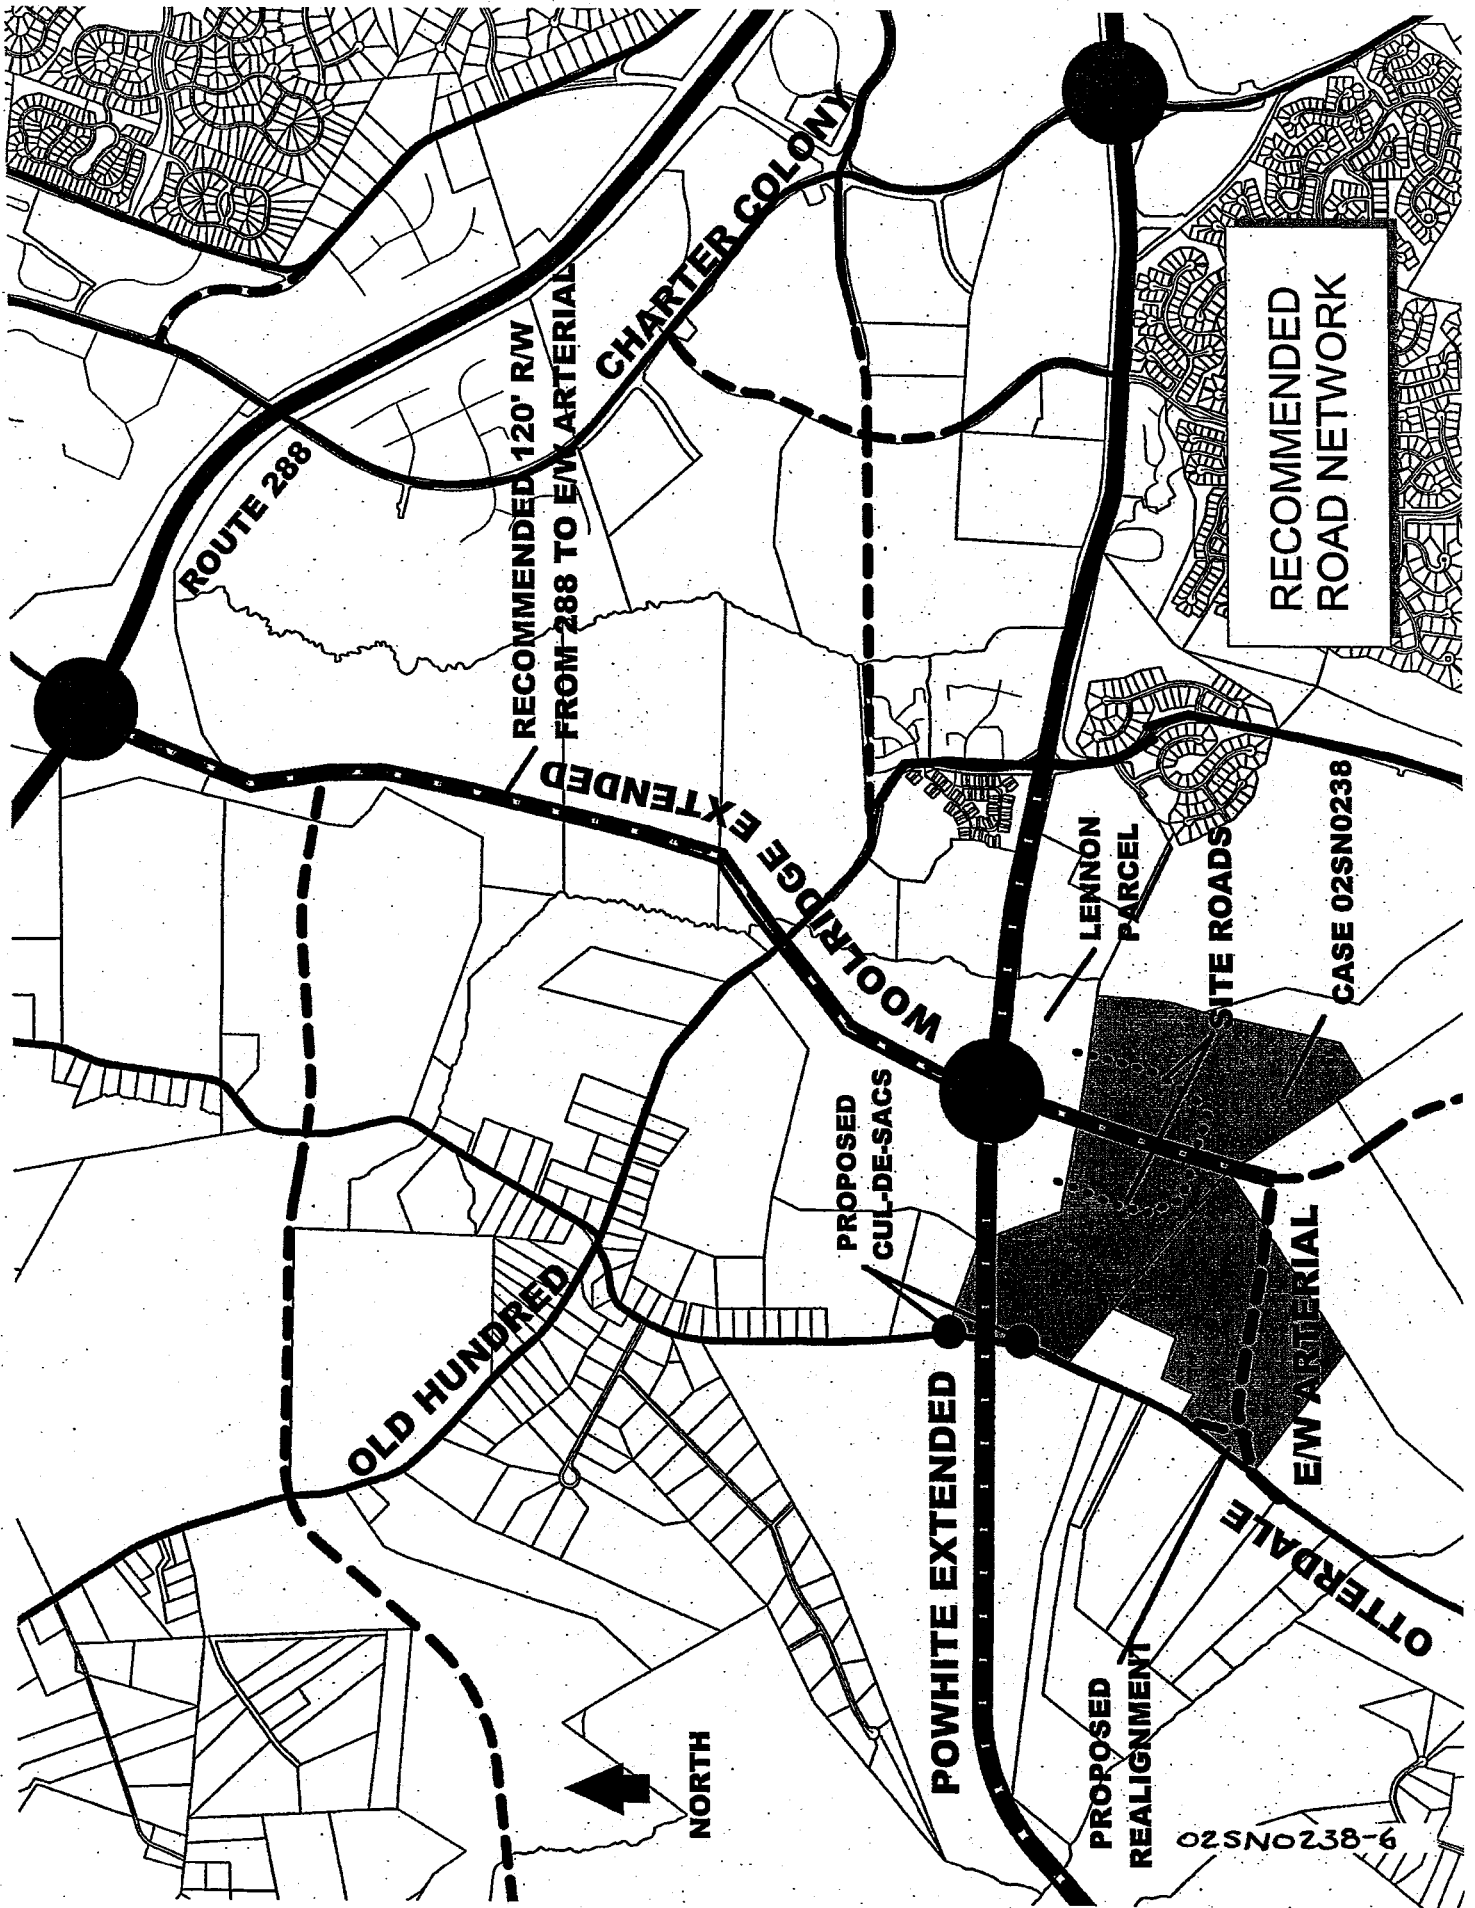 ROUTE 288
RECOMMENDED 120' R/W
FROM 288 TO E/W ARTERIAL
CHARTER COLONY
WOOLRIDGE EXTENDED
OLD HUNDRED
PROPOSED
CUL-DE-SACS
LENNON
PARCEL
SITE ROADS
CASE 02SN0238
E/W ARTERIAL
OTTERDALE
POWHITE EXTENDED
PROPOSED
REALIGNMENT
NORTH
RECOMMENDED
ROAD NETWORK
02SN0238-6